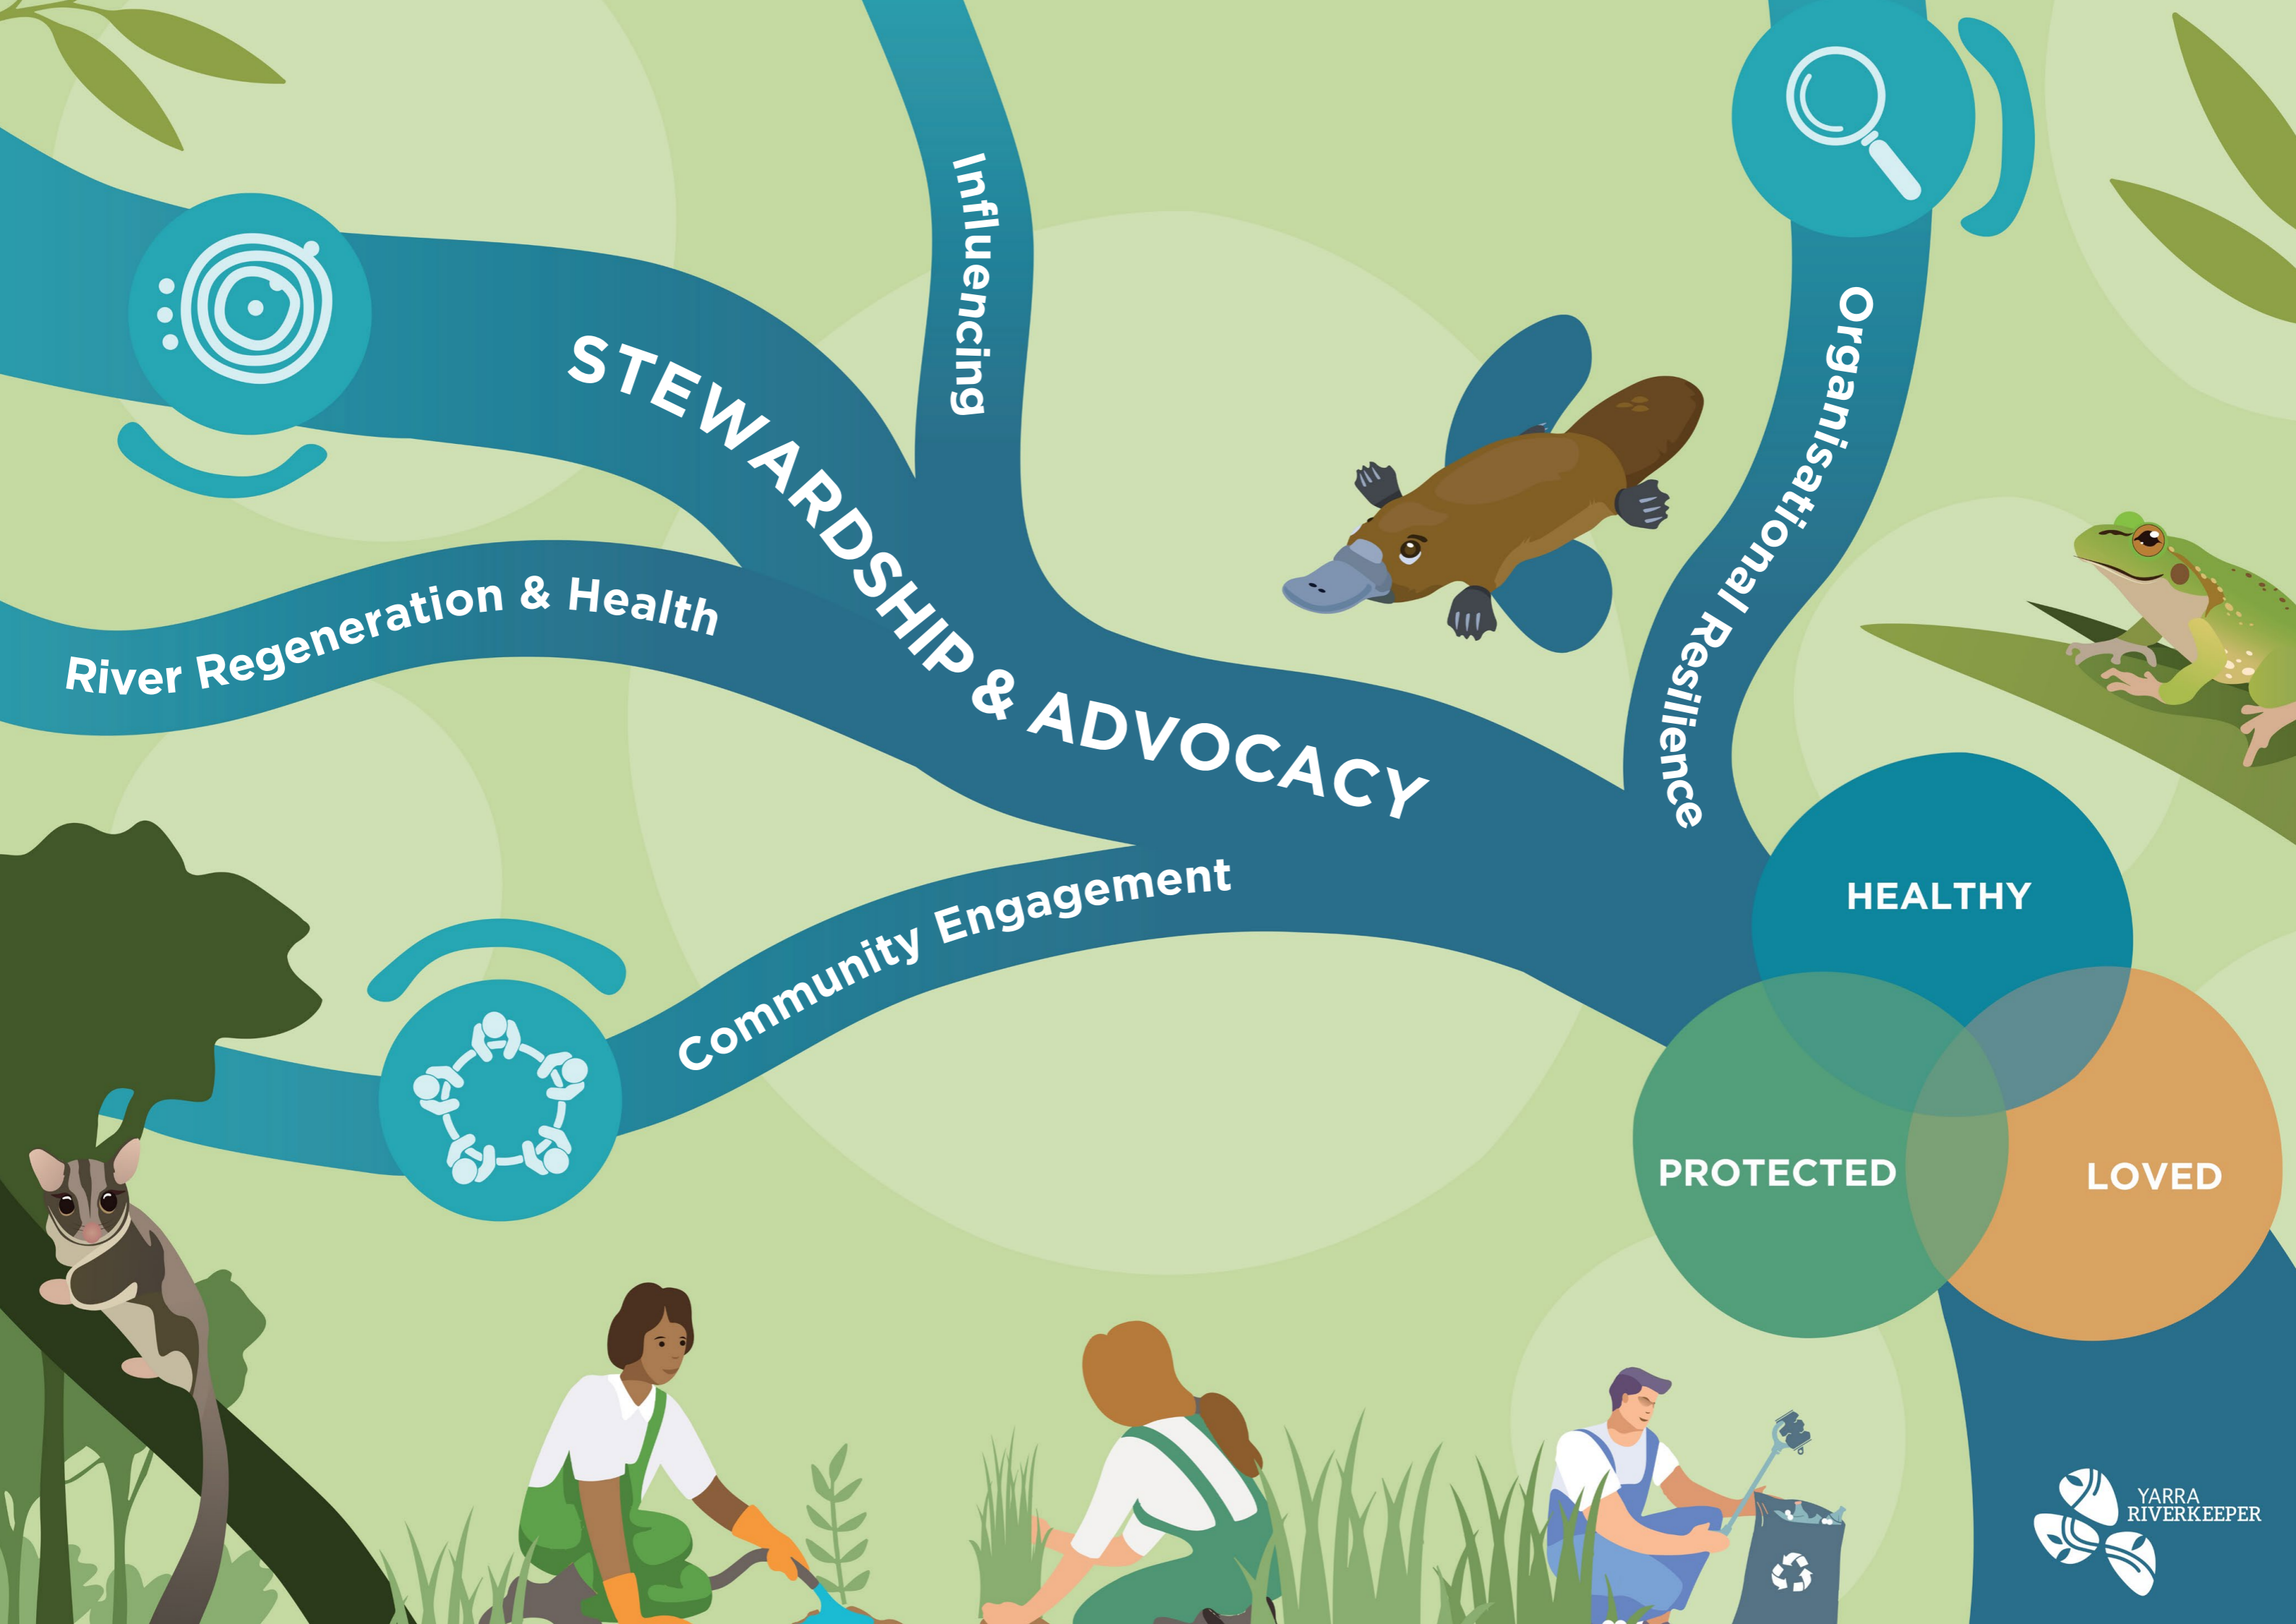 Influencing
Organisational Resilience
STEWARDSHIP & ADVOCACY
River Regeneration & Health
Community Engagement
HEALTHY
PROTECTED
LOVED
YARRA
RIVERKEEPER